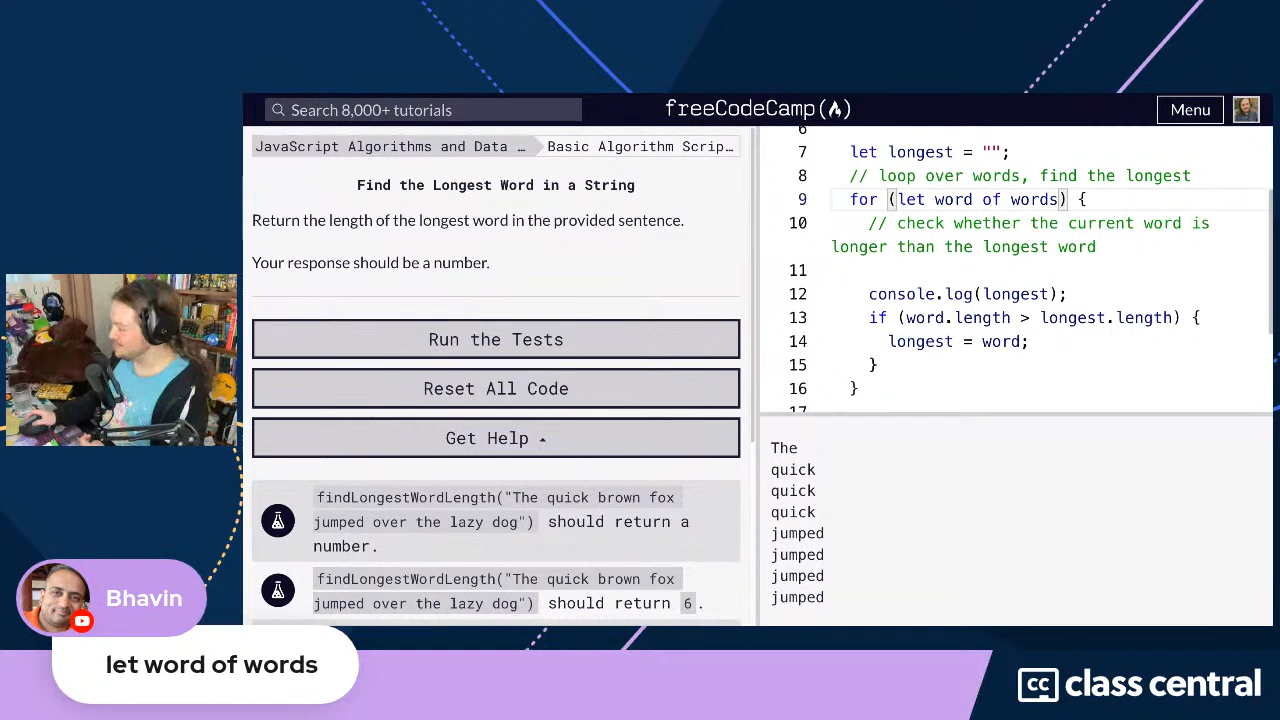 Search 8,000+ tutorials
freeCodeCamp
Menu
JavaScript Algorithms and Data …
Basic Algorithm Scrip…
Find the Longest Word in a String
Return the length of the longest word in the provided sentence.
Your response should be a number.
Run the Tests
Reset All Code
Get Help
findLongestWordLength("The quick brown fox
jumped over the lazy dog") should return a
number.
findLongestWordLength("The quick brown fox
jumped over the lazy dog") should return 6.
6
7 let longest = "";
8 // loop over words, find the longest
9 for (let word of words) {
10 // check whether the current word is
longer than the longest word
11
12 console.log(longest);
13 if (word.length > longest.length) {
14 longest = word;
15 }
16 }
17
The
quick
quick
quick
jumped
jumped
jumped
jumped
Bhavin
let word of words
cc class central